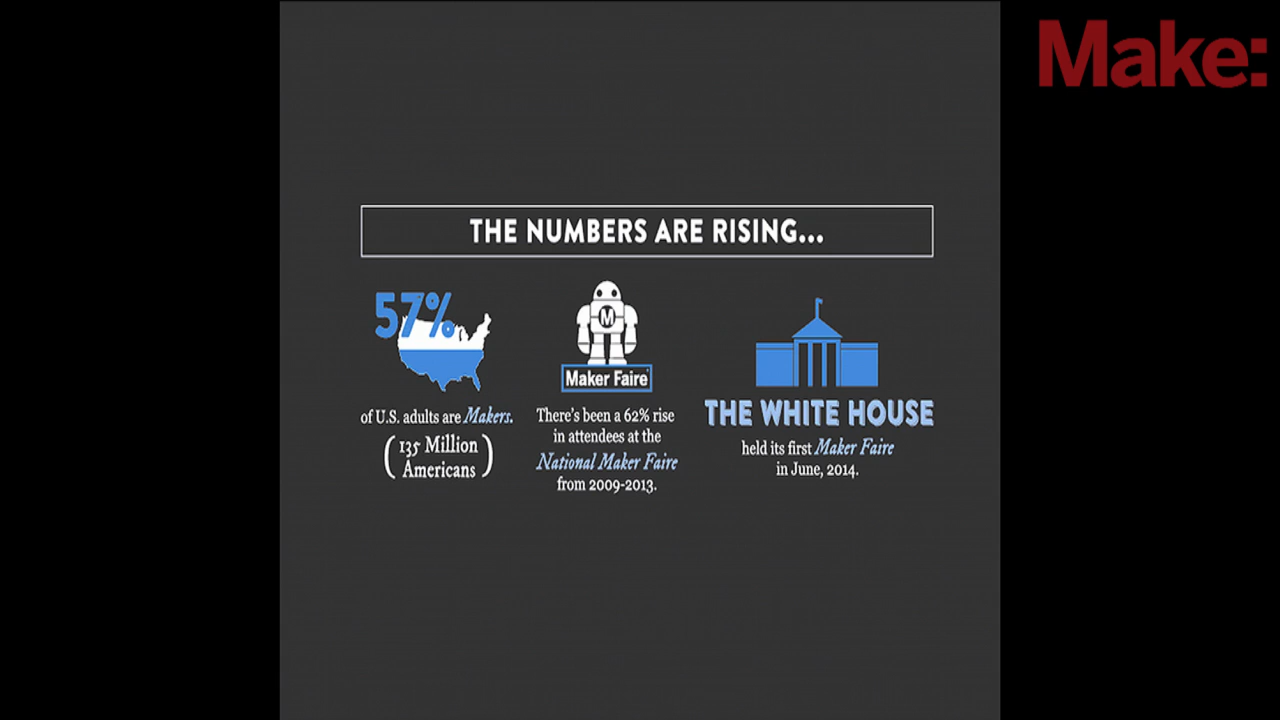 Make:
THE NUMBERS ARE RISING...
57%
of U.S. adults are Makers.
(135 Million
Americans)
M
Maker Faire
There's been a 62% rise
in attendees at the
National Maker Faire
from 2009-2013.
THE WHITE HOUSE
held its first Maker Faire
in June, 2014.